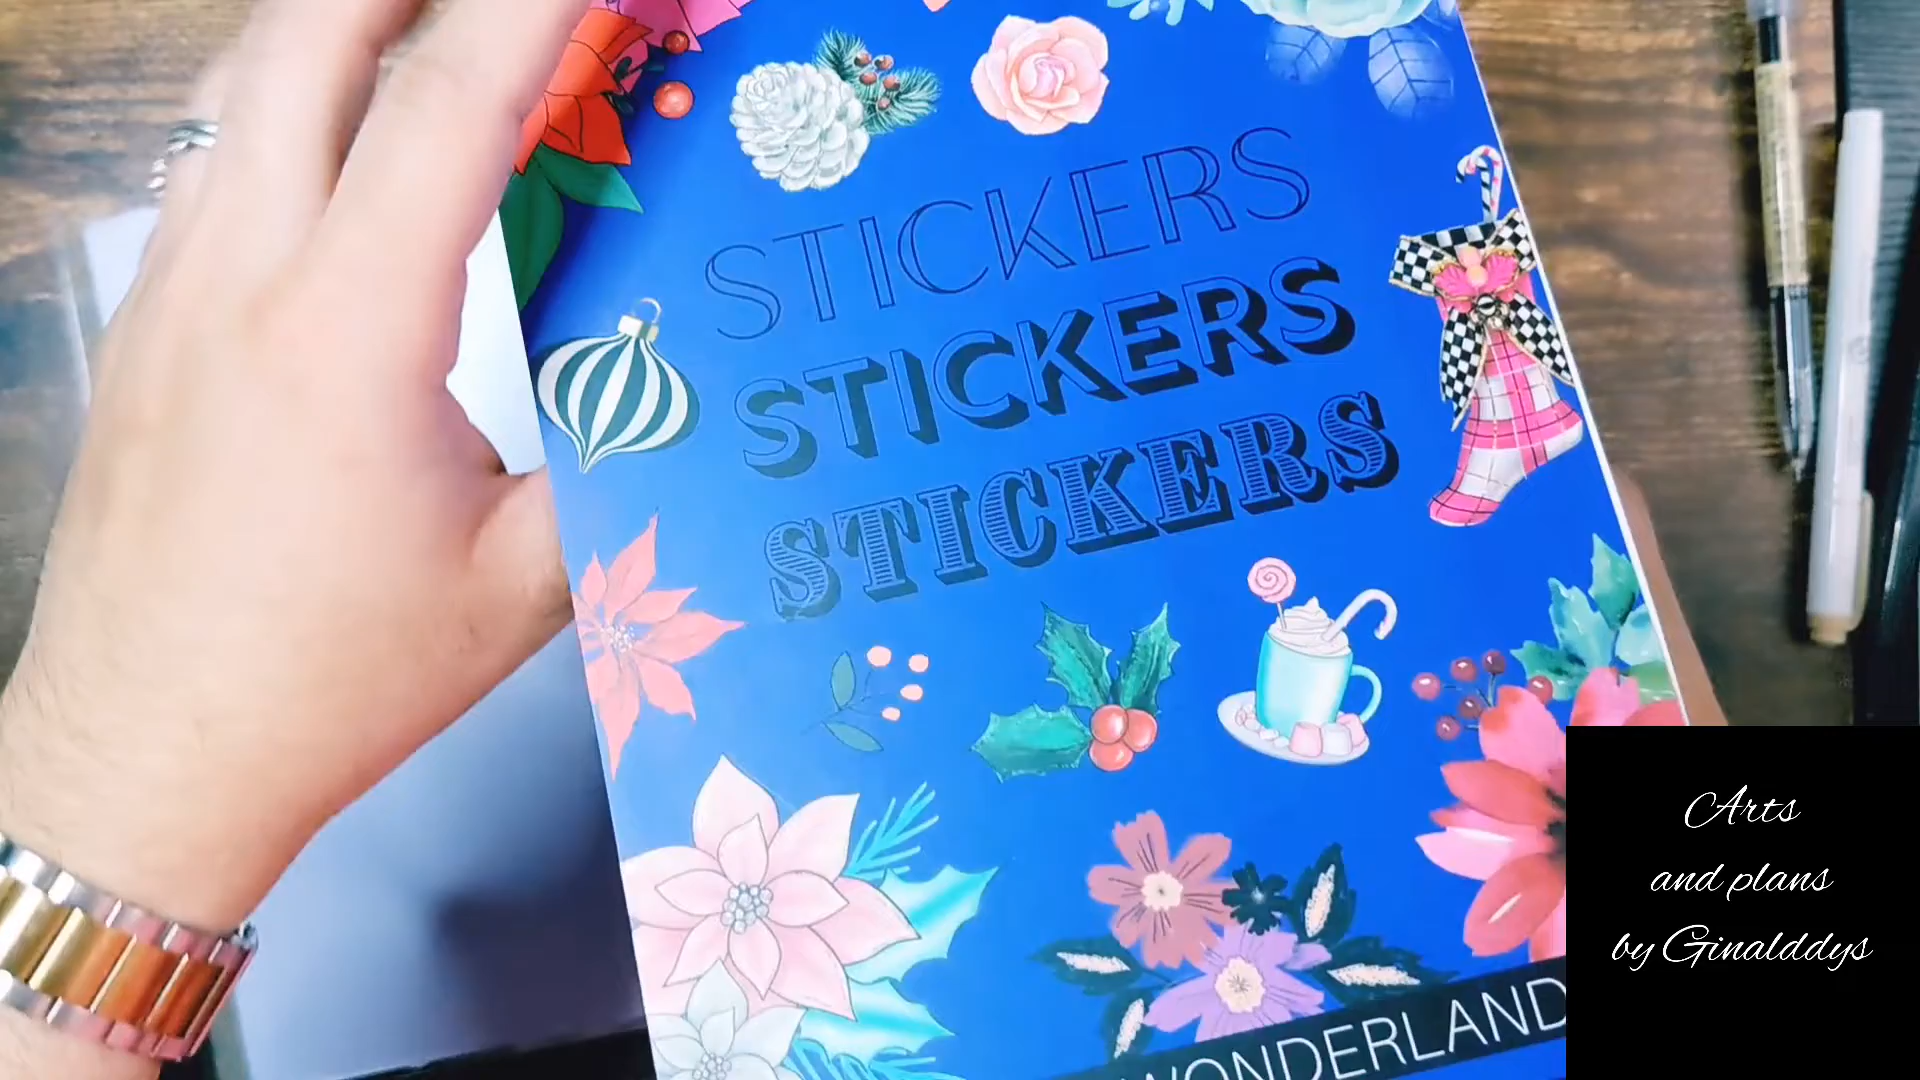 STICKERS
STICKERS
STICKERS
WONDERLAND
Arts
and plans
by Ginalddys